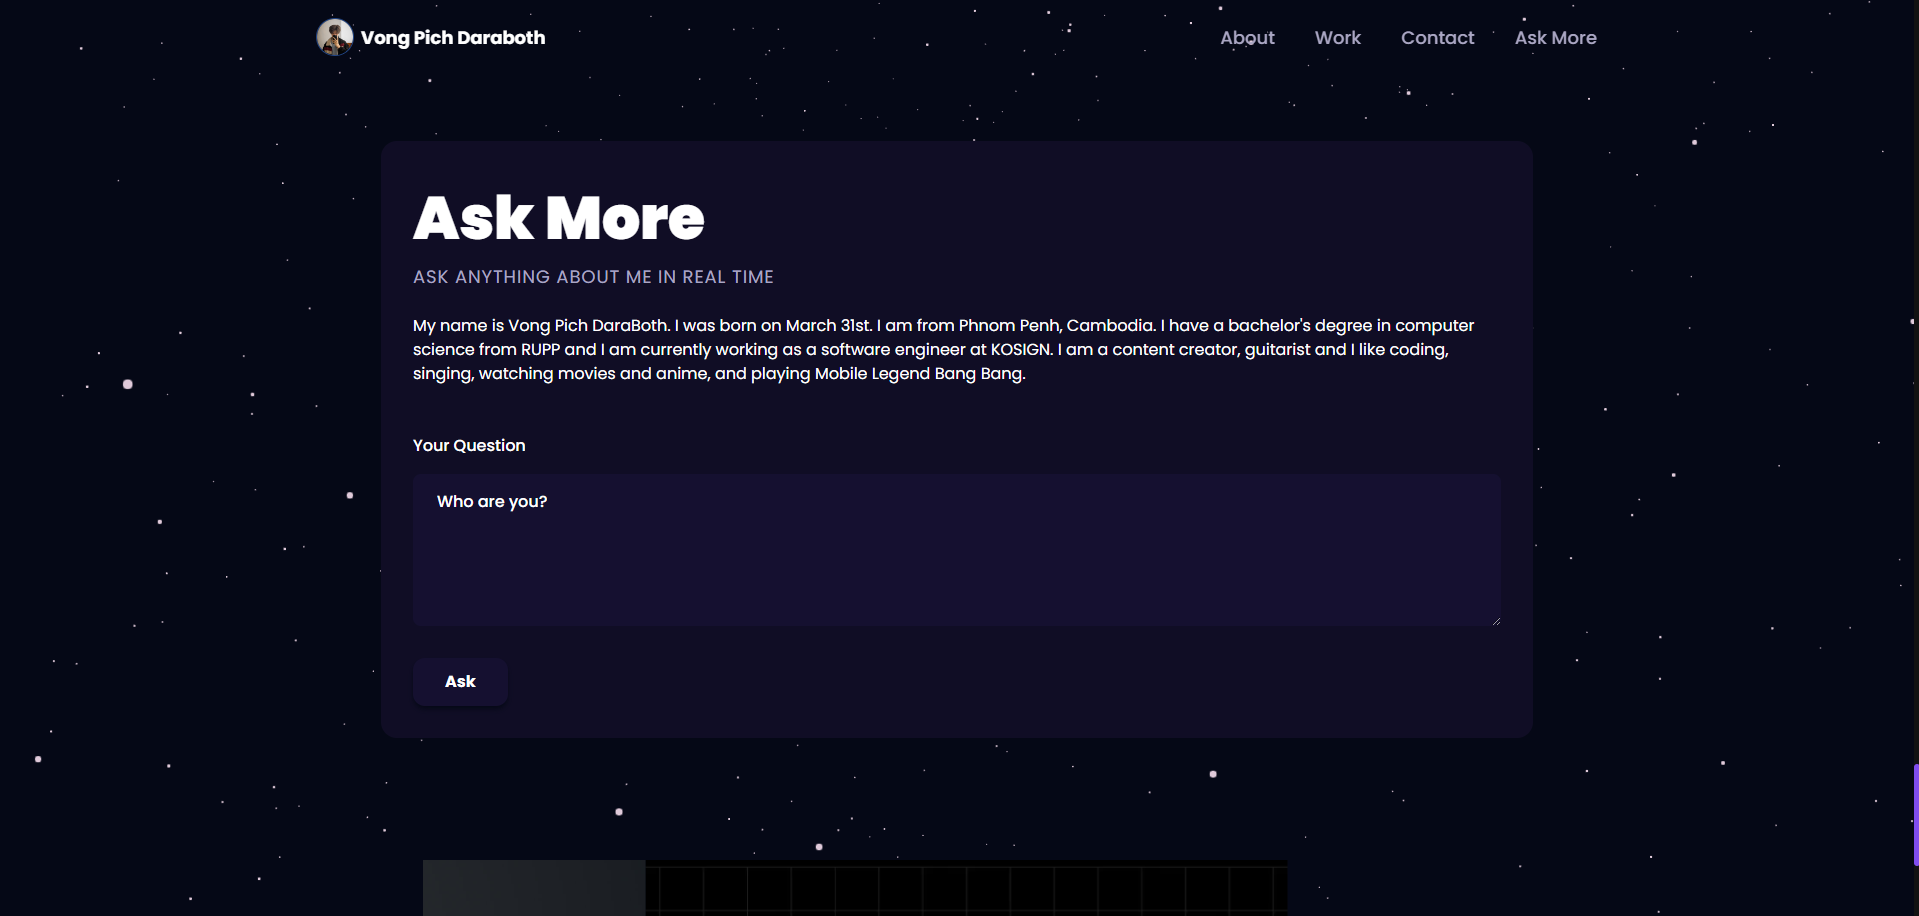 Vong Pich Daraboth
About
Work
Contact
Ask More
Ask More
ASK ANYTHING ABOUT ME IN REAL TIME
My name is Vong Pich DaraBoth. I was born on March 31st. I am from Phnom Penh, Cambodia. I have a bachelor's degree in computer
science from RUPP and I am currently working as a software engineer at KOSIGN. I am a content creator, guitarist and I like coding,
singing, watching movies and anime, and playing Mobile Legend Bang Bang.
Your Question
Who are you?
Ask